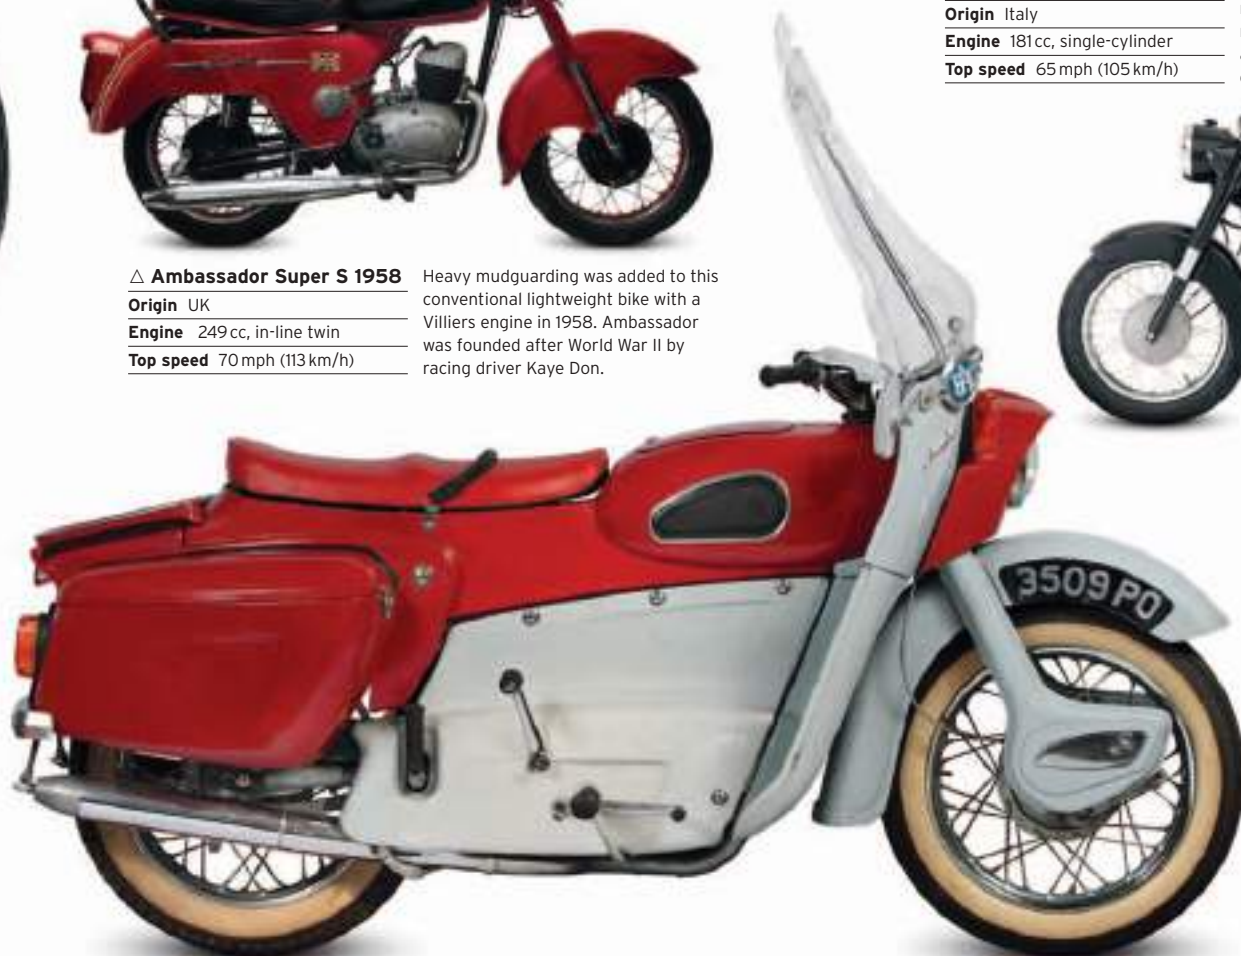 Origin Italy
Engine 181 cc, single-cylinder
Top speed 65 mph (105 km/h)
△ Ambassador Super S 1958
Origin UK
Engine 249 cc, in-line twin
Top speed 70 mph (113 km/h)
Heavy mudguarding was added to this
conventional lightweight bike with a
Villiers engine in 1958. Ambassador
was founded after World War II by
racing driver Kaye Don.
3509 PO